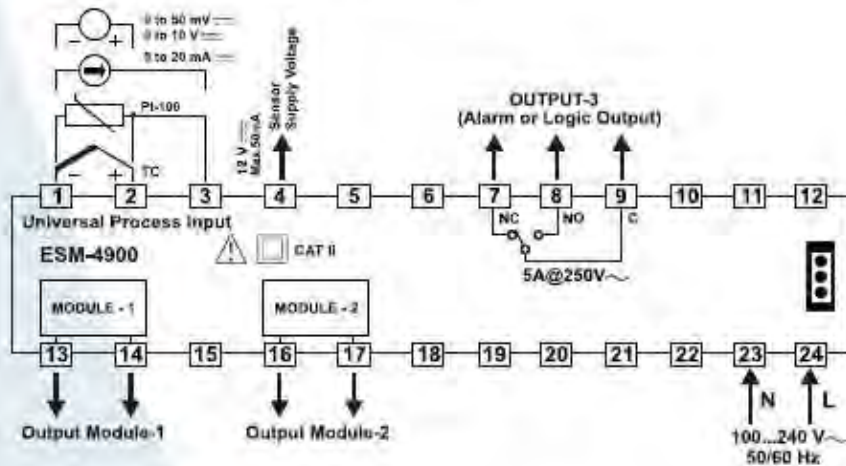 0 to 50 mV
0 to 10 V
0 to 20 mA
Pt-100
TC
- +
- +
12 V
Max.50mA
Sensor
Supply Voltage
OUTPUT-3
(Alarm or Logic Output)
1 2 3 4 5 6 7 8 9 10 11 12
NC NO C
5A@250V~
Universal Process Input
ESM-4900
CAT II
MODULE - 1
MODULE - 2
13 14 15 16 17 18 19 20 21 22 23 24
N L
Output Module-1
Output Module-2
100...240 V~
50/60 Hz